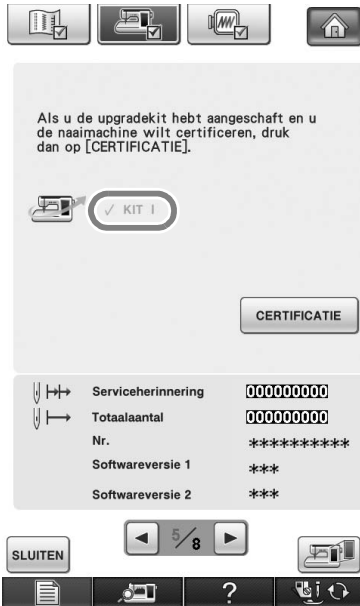 Als u de upgradekit hebt aangeschaft en u
de naaimachine wilt certificeren, druk
dan op [CERTIFICATIE].
✓ KIT I
CERTIFICATIE
Serviceherinnering 000000000
Totaalaantal 000000000
Nr. **********
Softwareversie 1 ***
Softwareversie 2 ***
SLUITEN
5/8
?